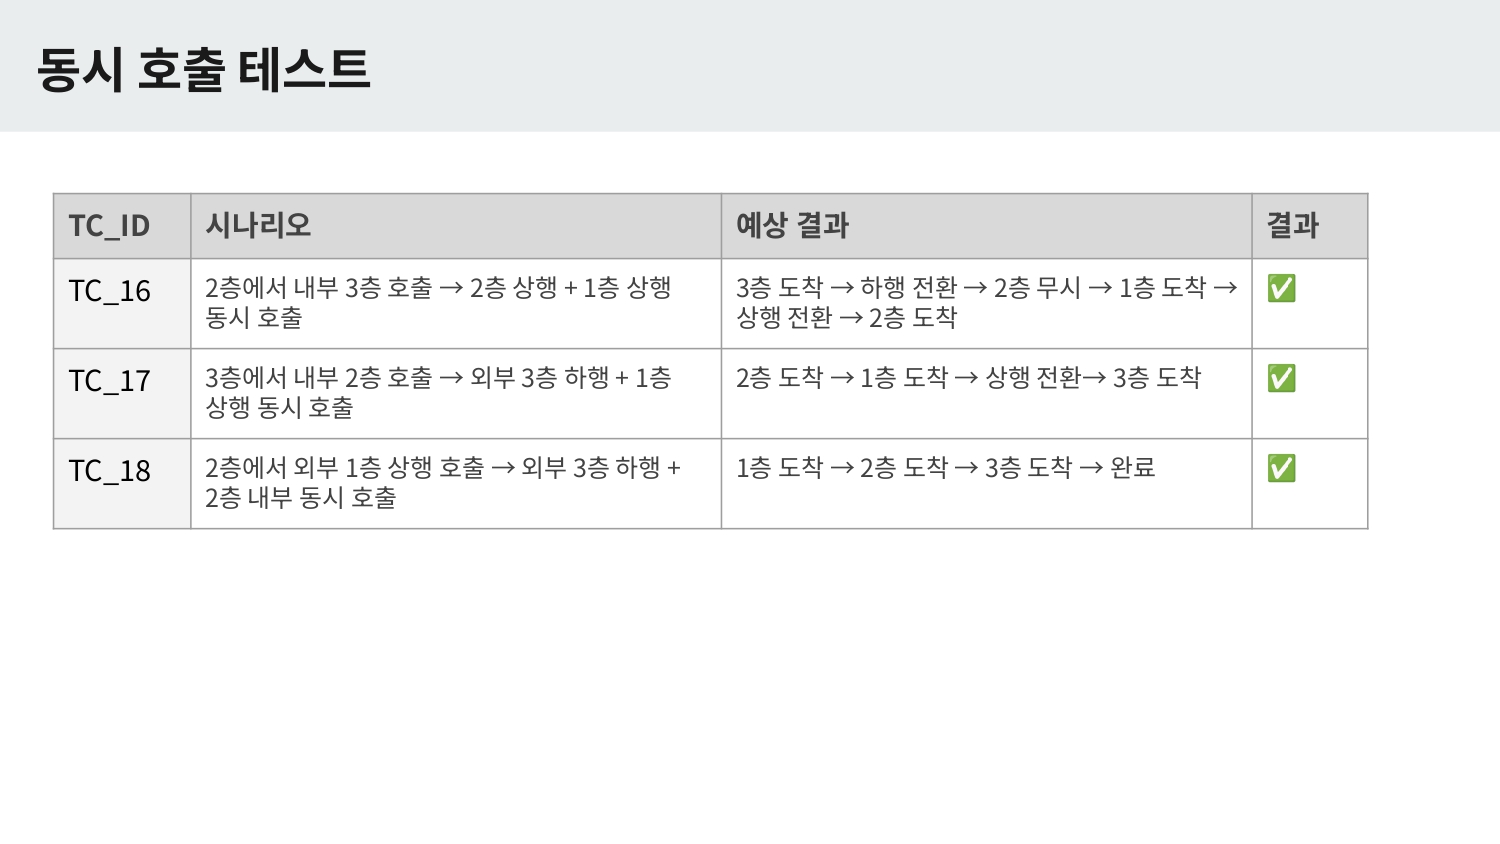 동시 호출 테스트
TC_ID 시나리오 예상 결과 결과
TC_16
2층에서 내부 3층 호출 → 2층 상행 + 1층 상행
동시 호출
3층 도착 → 하행 전환 → 2층 무시 → 1층 도착 →
상행 전환 → 2층 도착
✅
TC_17
3층에서 내부 2층 호출 → 외부 3층 하행 + 1층
상행 동시 호출
2층 도착 → 1층 도착 → 상행 전환→ 3층 도착
✅
TC_18
2층에서 외부 1층 상행 호출 → 외부 3층 하행 +
2층 내부 동시 호출
1층 도착 → 2층 도착 → 3층 도착 → 완료
✅